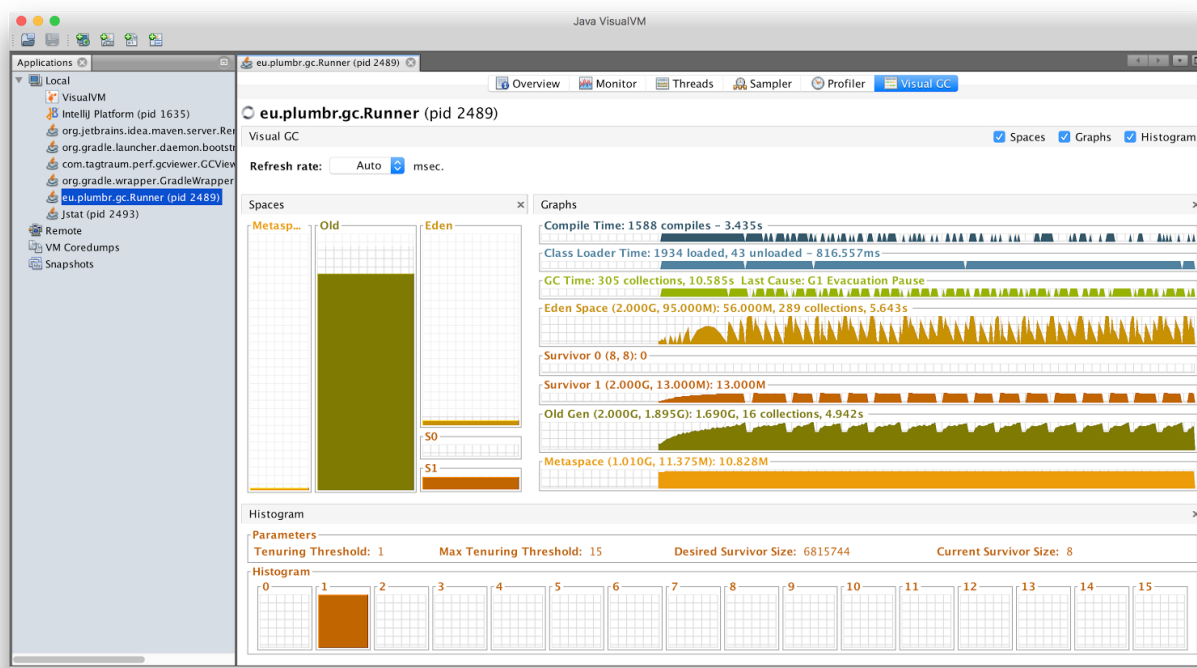 Java VisualVM
Applications
eu.plumbr.gc.Runner (pid 2489)
Local
VisualVM
IntelliJ Platform (pid 1635)
org.jetbrains.idea.maven.server.Rer
org.gradle.launcher.daemon.bootstr
com.tagtraum.perf.gcviewer.GCView
org.gradle.wrapper.GradleWrapper
eu.plumbr.gc.Runner (pid 2489)
Jstat (pid 2493)
Remote
VM Coredumps
Snapshots
Overview Monitor Threads Sampler Profiler Visual GC
eu.plumbr.gc.Runner (pid 2489)
Visual GC
Spaces Graphs Histogram
Refresh rate: Auto msec.
Spaces
Metasp...
Old
Eden
S0
S1
Graphs
Compile Time: 1588 compiles - 3.435s
Class Loader Time: 1934 loaded, 43 unloaded - 816.557ms
GC Time: 305 collections, 10.585s Last Cause: G1 Evacuation Pause
Eden Space (2.000G, 95.000M): 56.000M, 289 collections, 5.643s
Survivor 0 (8, 8): 0
Survivor 1 (2.000G, 13.000M): 13.000M
Old Gen (2.000G, 1.895G): 1.690G, 16 collections, 4.942s
Metaspace (1.010G, 11.375M): 10.828M
Histogram
Parameters
Tenuring Threshold: 1 Max Tenuring Threshold: 15 Desired Survivor Size: 6815744 Current Survivor Size: 8
Histogram
0 1 2 3 4 5 6 7 8 9 10 11 12 13 14 15